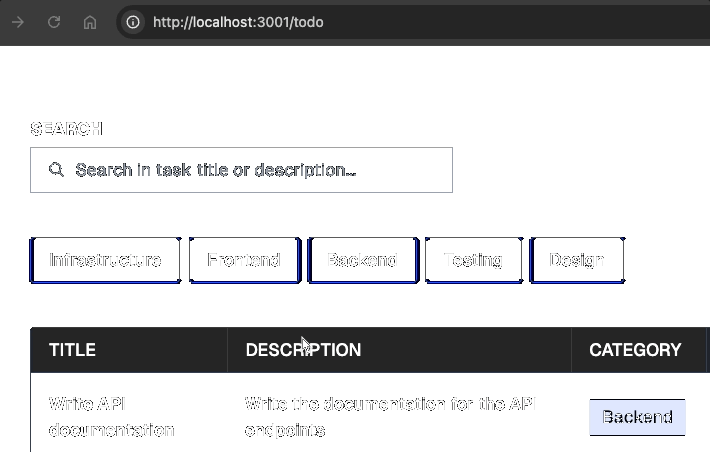 http://localhost:3001/todo
SEARCH
Search in task title or description...
Infrastructure Frontend Backend Testing Design
TITLE DESCRIPTION CATEGORY
Write API Write the documentation for the API Backend
documentation endpoints